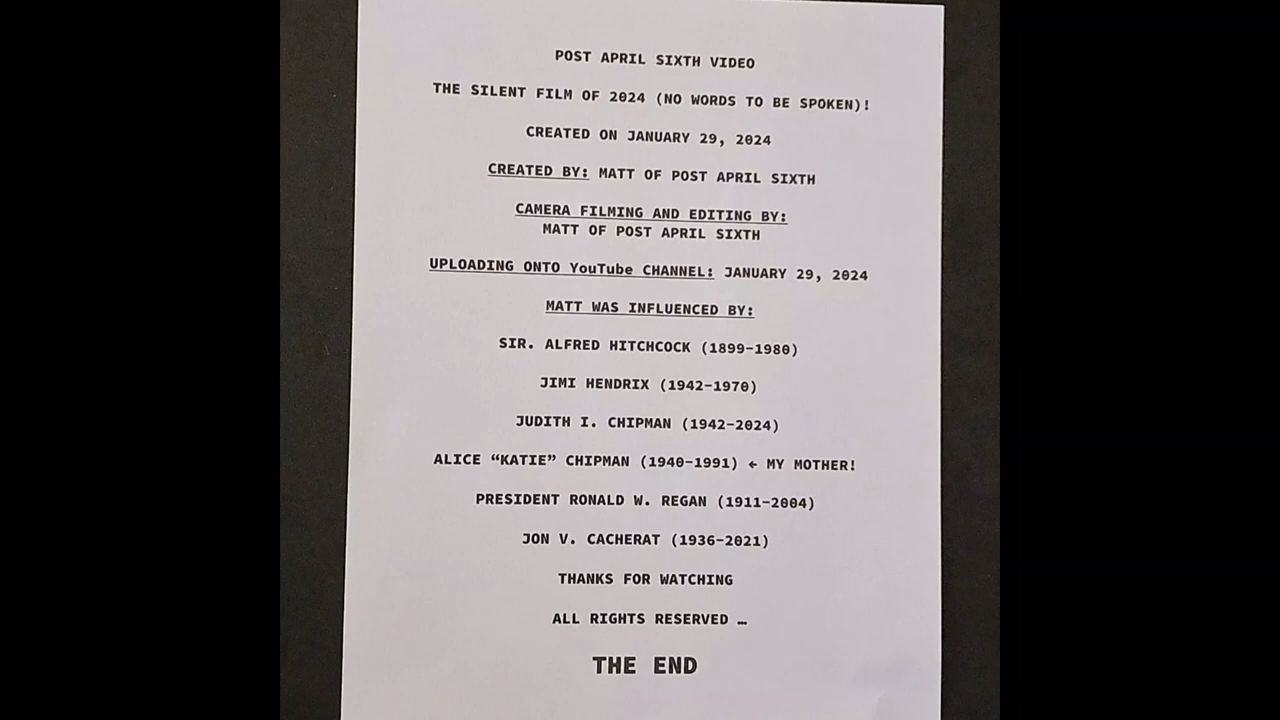 POST APRIL SIXTH VIDEO
THE SILENT FILM OF 2024 (NO WORDS TO BE SPOKEN)!
CREATED ON JANUARY 29, 2024
CREATED BY: MATT OF POST APRIL SIXTH
CAMERA FILMING AND EDITING BY:
MATT OF POST APRIL SIXTH
UPLOADING ONTO YouTube CHANNEL: JANUARY 29, 2024
MATT WAS INFLUENCED BY:
SIR. ALFRED HITCHCOCK (1899–1980)
JIMI HENDRIX (1942–1970)
JUDITH I. CHIPMAN (1942–2024)
ALICE “KATIE” CHIPMAN (1940–1991) ← MY MOTHER!
PRESIDENT RONALD W. REGAN (1911–2004)
JON V. CACHERAT (1936–2021)
THANKS FOR WATCHING
ALL RIGHTS RESERVED …
THE END